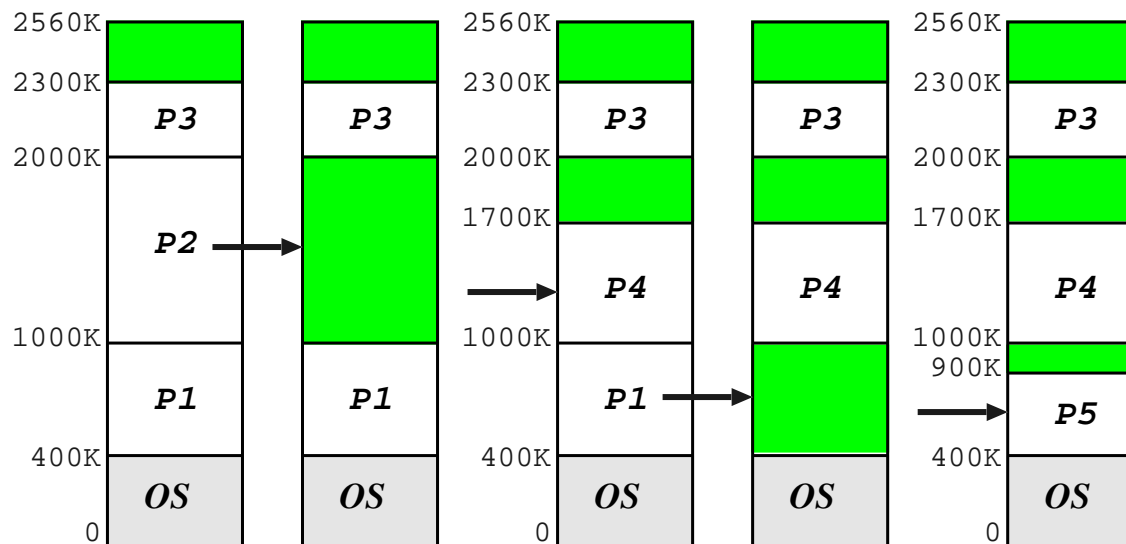 2560K 2560K 2560K
2300K 2300K 2300K
P3 P3 P3 P3 P3
2000K 2000K 2000K
1700K 1700K
P2
P4 P4 P4
1000K 1000K 1000K
900K
P1 P1 P1 P5
400K 400K 400K
OS OS OS OS OS
0 0 0